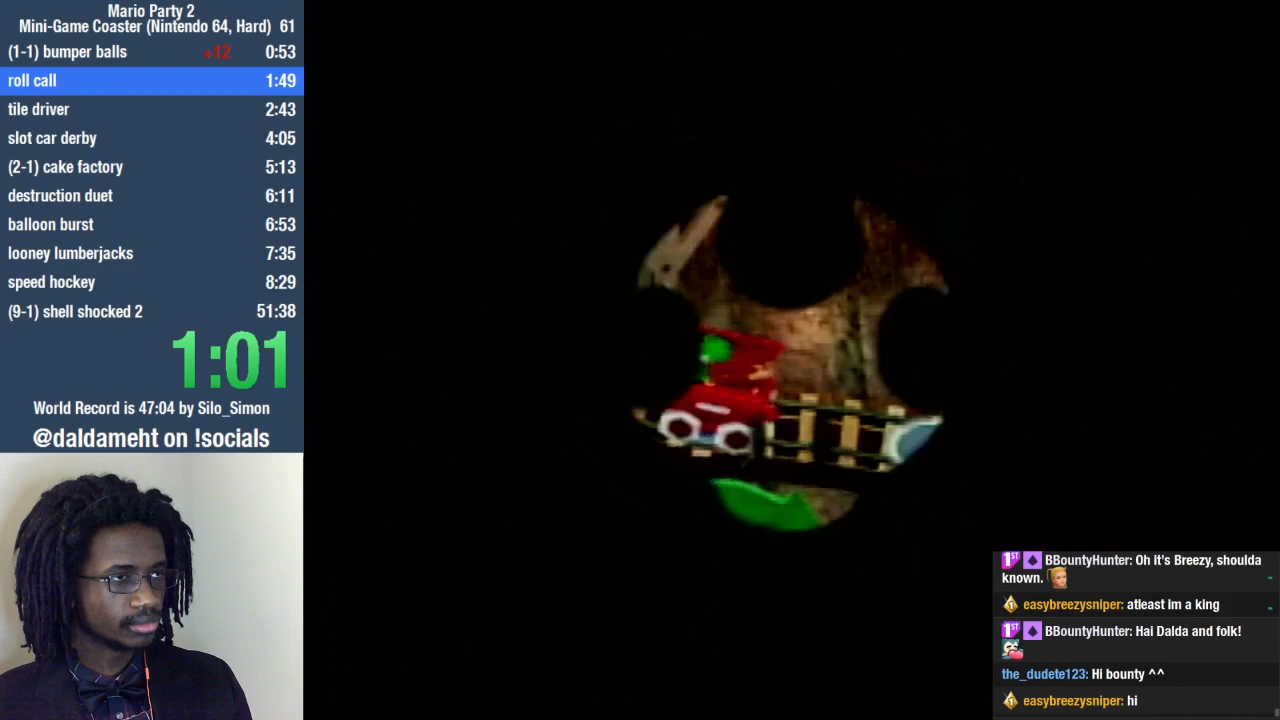 Mario Party 2
Mini-Game Coaster (Nintendo 64, Hard) 61
(1-1) bumper balls +12 0:53
roll call 1:49
tile driver 2:43
slot car derby 4:05
(2-1) cake factory 5:13
destruction duet 6:11
balloon burst 6:53
looney lumberjacks 7:35
speed hockey 8:29
(9-1) shell shocked 2 51:38
1:01
World Record is 47:04 by Silo_Simon
@daldameht on !socials
1ST BBountyHunter: Oh it's Breezy, shoulda
known.
1 easybreezysniper: atleast im a king
1ST BBountyHunter: Hai Dalda and folk!
the_dudete123: Hi bounty ^^
1 easybreezysniper: hi